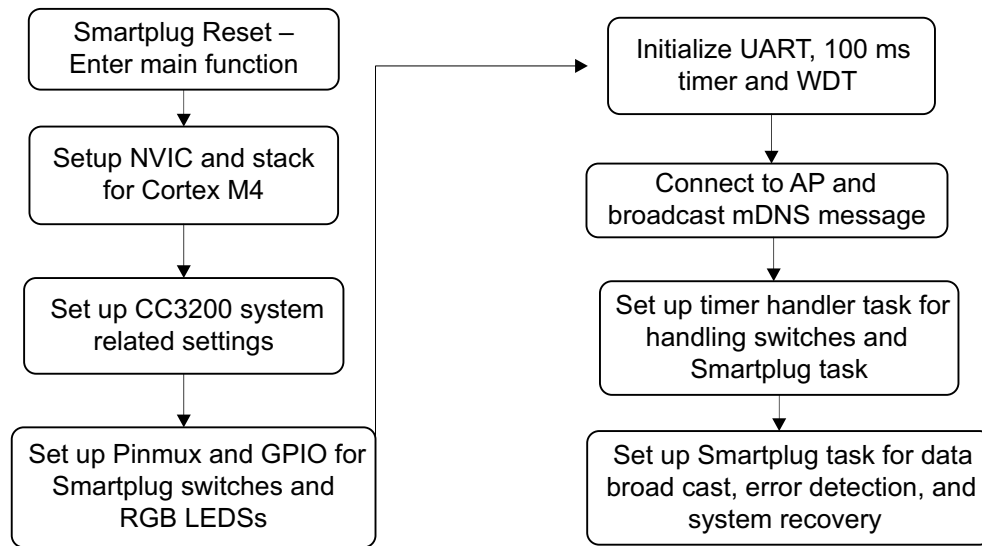 Smartplug Reset –
Enter main function
Setup NVIC and stack
for Cortex M4
Set up CC3200 system
related settings
Set up Pinmux and GPIO for
Smartplug switches and
RGB LEDSs
Initialize UART, 100 ms
timer and WDT
Connect to AP and
broadcast mDNS message
Set up timer handler task for
handling switches and
Smartplug task
Set up Smartplug task for data
broad cast, error detection, and
system recovery